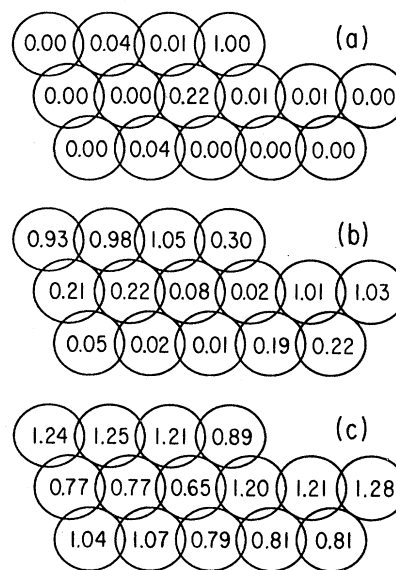 0.00 0.04 0.01 1.00 (a)
0.00 0.00 0.22 0.01 0.01 0.00
0.00 0.04 0.00 0.00 0.00
0.93 0.98 1.05 0.30 (b)
0.21 0.22 0.08 0.02 1.01 1.03
0.05 0.02 0.01 0.19 0.22
1.24 1.25 1.21 0.89 (c)
0.77 0.77 0.65 1.20 1.21 1.28
1.04 1.07 0.79 0.81 0.81